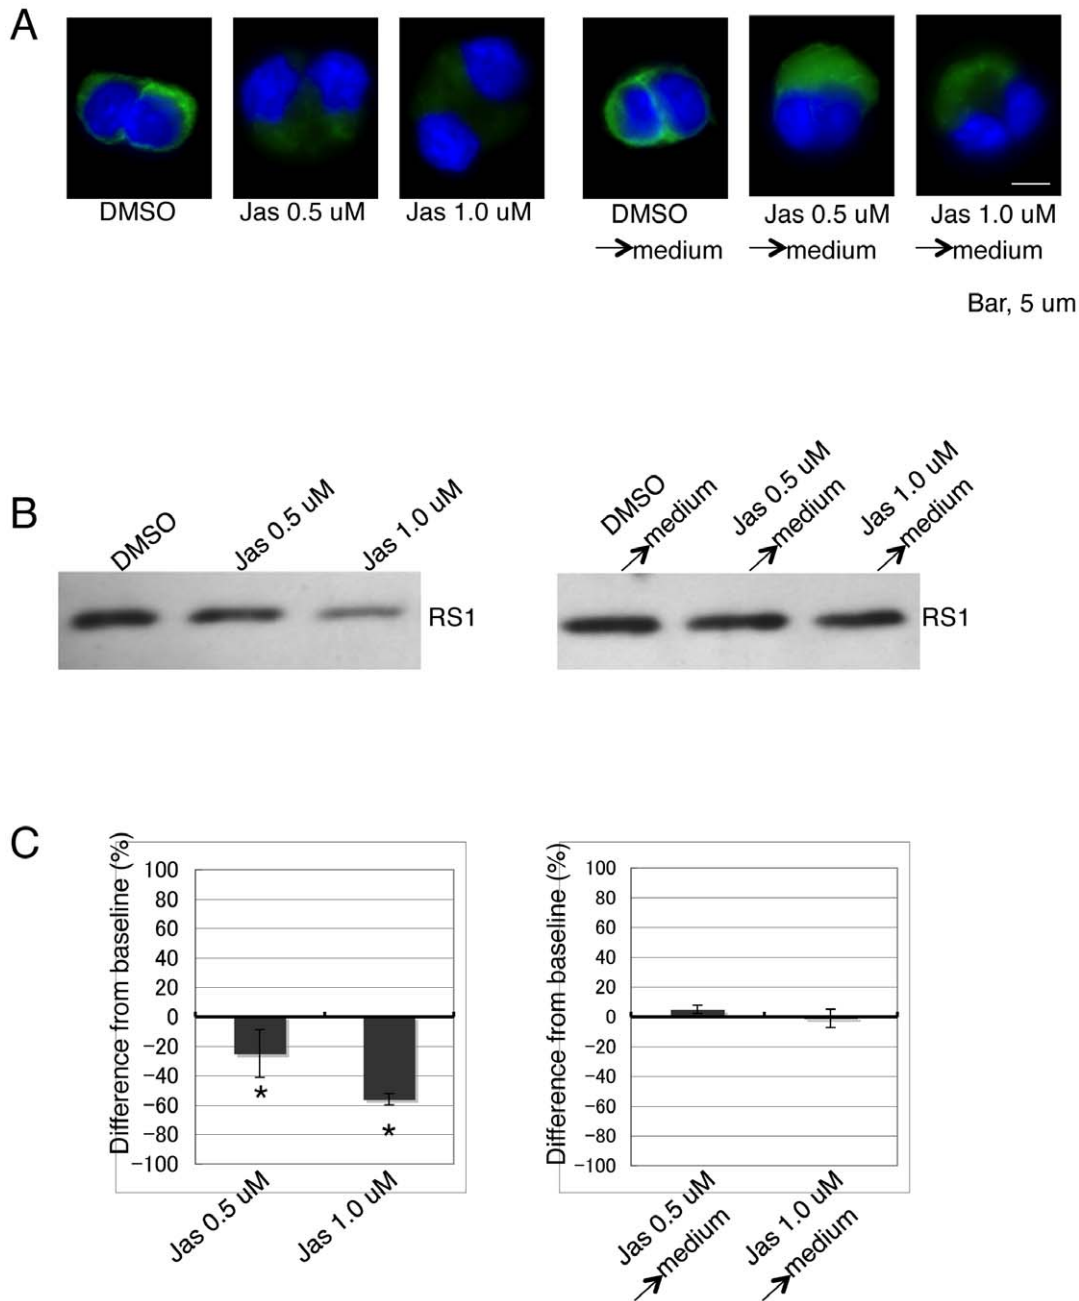 A
DMSO
Jas 0.5 uM
Jas 1.0 uM
DMSO
→medium
Jas 0.5 uM
→medium
Jas 1.0 uM
→medium
Bar, 5 um
B
DMSO
Jas 0.5 uM
Jas 1.0 uM
RS1
DMSO
→medium
Jas 0.5 uM
→medium
Jas 1.0 uM
→medium
RS1
C
Difference from baseline (%)
100
80
60
40
20
0
−20
−40
−60
−80
−100
*
*
Jas 0.5 uM
Jas 1.0 uM
Difference from baseline (%)
100
80
60
40
20
0
−20
−40
−60
−80
−100
Jas 0.5 uM
→medium
Jas 1.0 uM
→medium